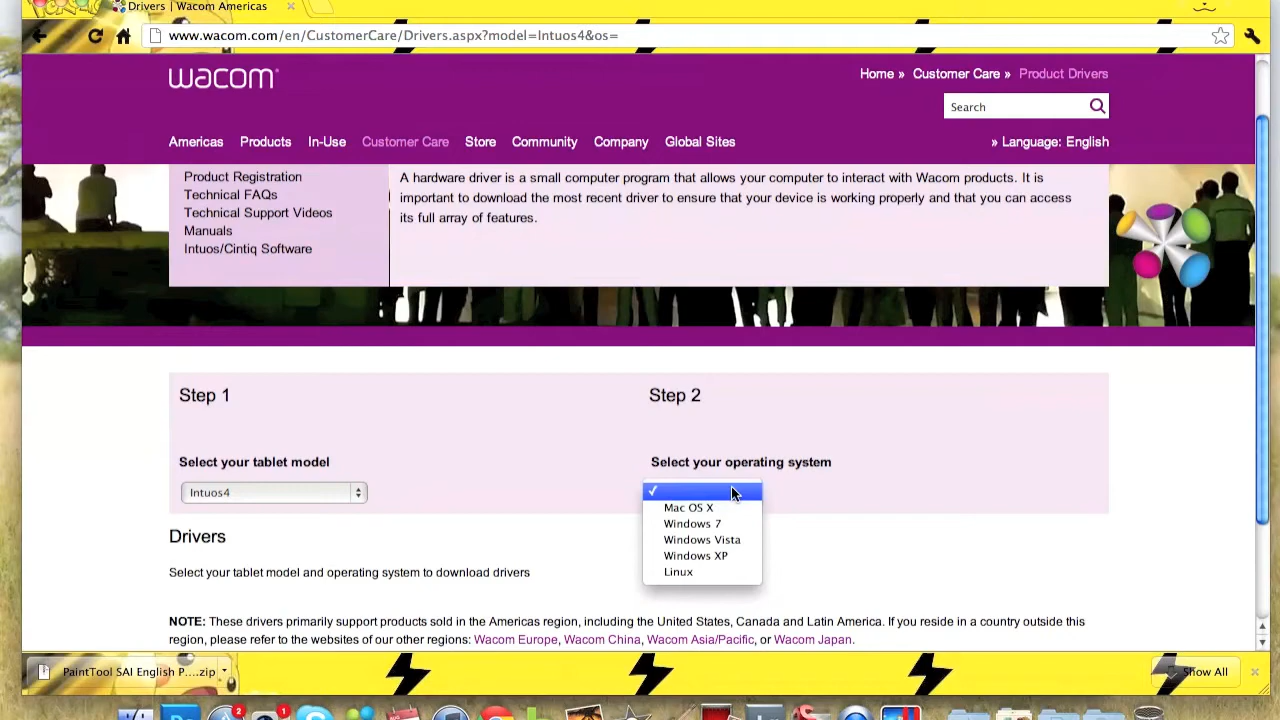 Drivers | Wacom Americas
www.wacom.com/en/CustomerCare/Drivers.aspx?model=Intuos4&os=
wacom
Home » Customer Care » Product Drivers
Search
Americas Products In-Use Customer Care Store Community Company Global Sites » Language: English
Product Registration
Technical FAQs
Technical Support Videos
Manuals
Intuos/Cintiq Software
A hardware driver is a small computer program that allows your computer to interact with Wacom products. It is
important to download the most recent driver to ensure that your device is working properly and that you can access
its full array of features.
Step 1
Select your tablet model
Intuos4
Step 2
Select your operating system
Mac OS X
Windows 7
Windows Vista
Windows XP
Linux
Drivers
Select your tablet model and operating system to download drivers
NOTE: These drivers primarily support products sold in the Americas region, including the United States, Canada and Latin America. If you reside in a country outside this
region, please refer to the websites of our other regions: Wacom Europe, Wacom China, Wacom Asia/Pacific, or Wacom Japan.
PaintTool SAI English P....zip
Show All
2
1